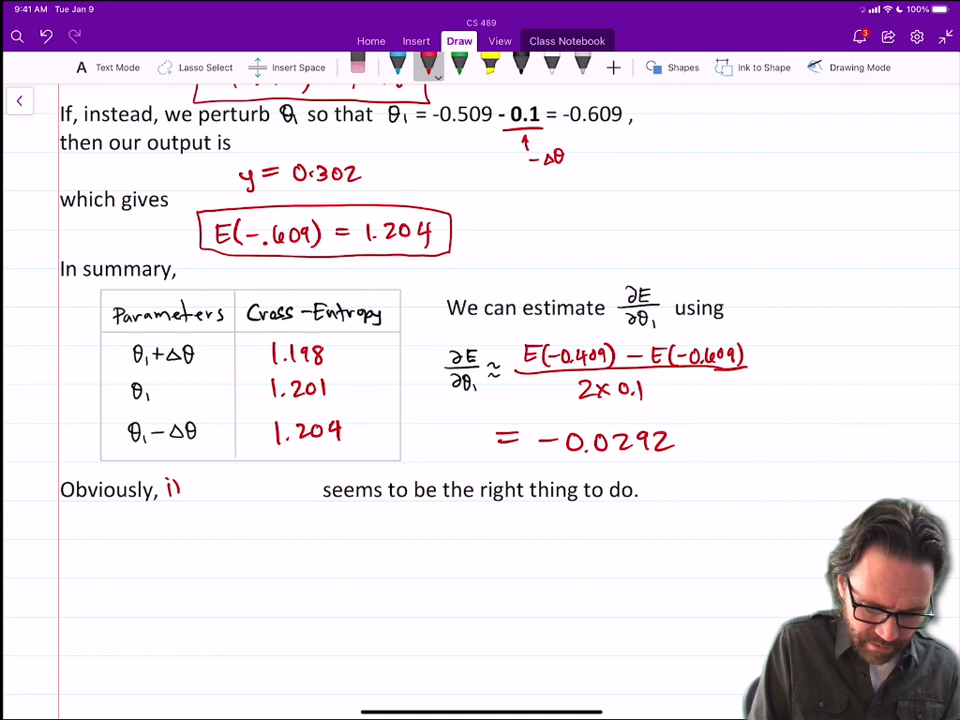 9:41 AM Tue Jan 9
100%
CS 489
Home Insert Draw View Class Notebook
3
Text Mode Lasso Select Insert Space Shapes Ink to Shape Drawing Mode
If, instead, we perturb θ₁ so that θ₁ = -0.509 - 0.1 = -0.609 ,
-Δθ
then our output is
y = 0.302
which gives
E(-.609) = 1.204
In summary,
Parameters Cross-Entropy
θ₁+Δθ 1.198
θ₁ 1.201
θ₁-Δθ 1.204
We can estimate ∂E/∂θ₁ using
∂E/∂θ₁ ≈ E(-0.409) - E(-0.609) / 2×0.1
= -0.0292
Obviously, seems to be the right thing to do.